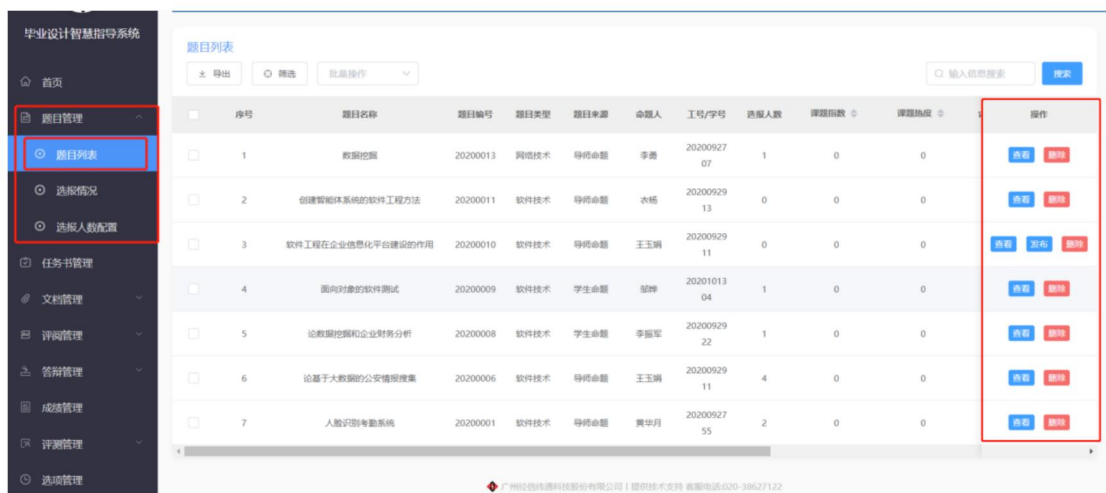 毕业设计智慧指导系统
首页
题目管理
题目列表
选报情况
选报人数配置
任务书管理
文档管理
评阅管理
答辩管理
成绩管理
评测管理
选项管理
题目列表
导出 筛选 批量操作 输入信息搜索 搜索
序号 题目名称 题目编号 题目类型 题目来源 命题人 工号/学号 选报人数 课题指数 课题热度 操作
1 数据挖掘 20200013 网络技术 导师命题 李勇 2020092707 1 0 0 查看 删除
2 创建智能体系统的软件工程方法 20200011 软件技术 导师命题 衣杨 2020092913 0 0 0 查看 删除
3 软件工程在企业信息化平台建设的作用 20200010 软件技术 导师命题 王玉娟 2020092911 0 0 0 查看 发布 删除
4 面向对象的软件测试 20200009 软件技术 学生命题 邹烨 2020101304 1 0 0 查看 删除
5 论数据挖掘和企业财务分析 20200008 软件技术 学生命题 李振军 2020092922 1 0 0 查看 删除
6 论基于大数据的公安情报搜集 20200006 软件技术 导师命题 王玉娟 2020092911 4 0 0 查看 删除
7 人脸识别考勤系统 20200001 软件技术 导师命题 黄华月 2020092755 2 0 0 查看 删除
广州经信纬通科技股份有限公司 | 提供技术支持 客服电话:020-38627122